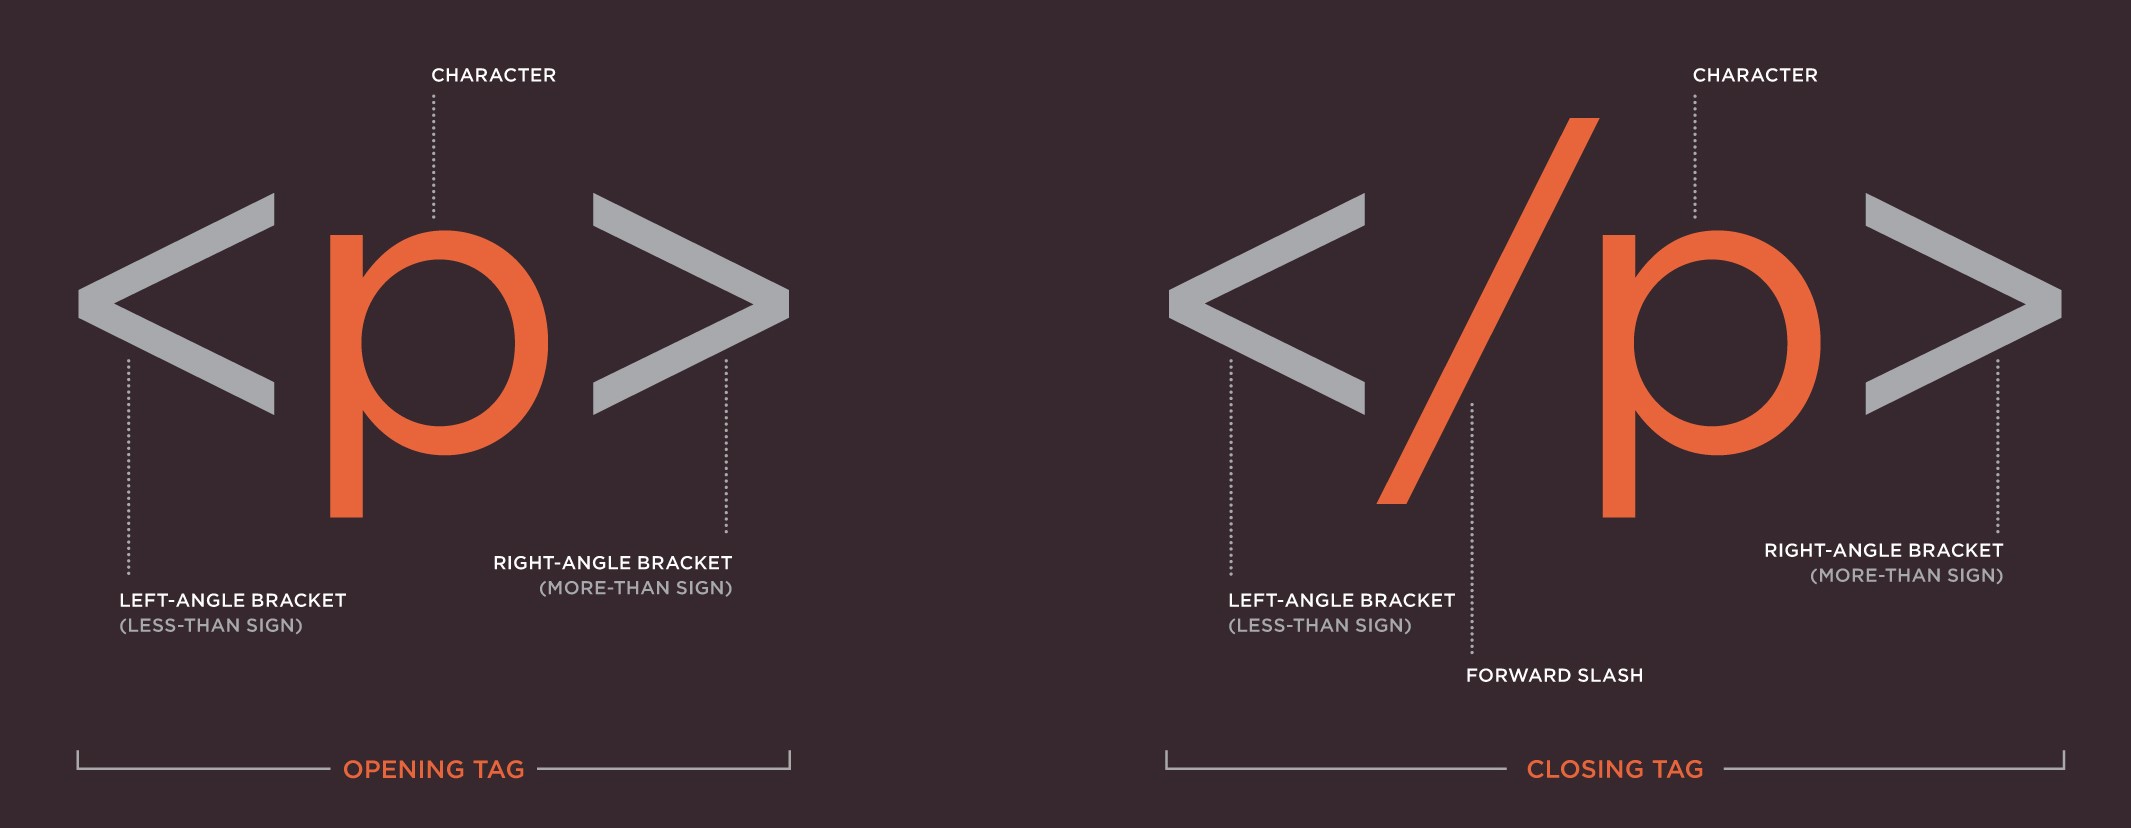 CHARACTER
<p>
RIGHT-ANGLE BRACKET
(MORE-THAN SIGN)
LEFT-ANGLE BRACKET
(LESS-THAN SIGN)
OPENING TAG
CHARACTER
</p>
RIGHT-ANGLE BRACKET
(MORE-THAN SIGN)
LEFT-ANGLE BRACKET
(LESS-THAN SIGN)
FORWARD SLASH
CLOSING TAG